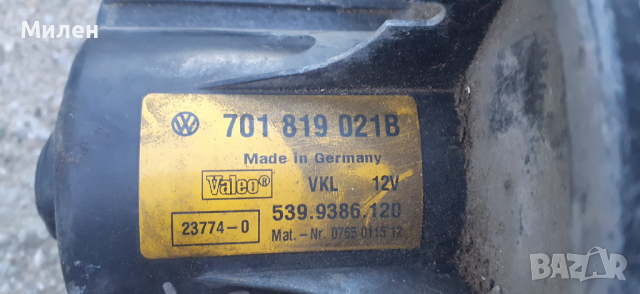 Милен
701 819 021B
Made in Germany
Valeo® VKL 12V
539.9386.120
23774-0
Mat.-Nr. 0765 0115 12
BAZAR